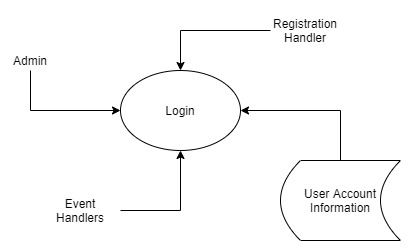 Registration
Handler
Admin
Login
User Account
Information
Event
Handlers